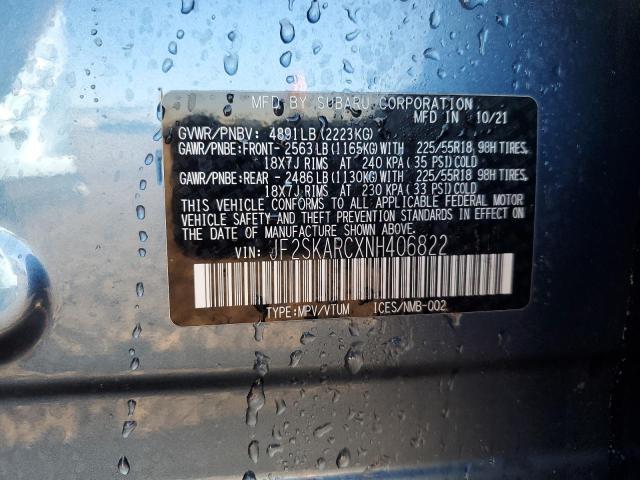 MFD BY SUBARU CORPORATION
MFD IN 10/21
GVWR/PNBV: 4891LB(2223KG)
GAWR/PNBE:FRONT- 2563LB(1165KG)WITH 225/55R18 98H TIRES,
18X7J RIMS AT 240 KPA(35 PSI)COLD
GAWR/PNBE:REAR - 2486LB(1130KG)WITH 225/55R18 98H TIRES,
18X7J RIMS AT 230 KPA(33 PSI)COLD
THIS VEHICLE CONFORMS TO ALL APPLICABLE FEDERAL MOTOR
VEHICLE SAFETY AND THEFT PREVENTION STANDARDS IN EFFECT
ON THE DATE OF MANUFACTURE SHOWN ABOVE.
VIN: JF2SKARCXNH406822
TYPE:MPV/VTUM ICES/NMB-002